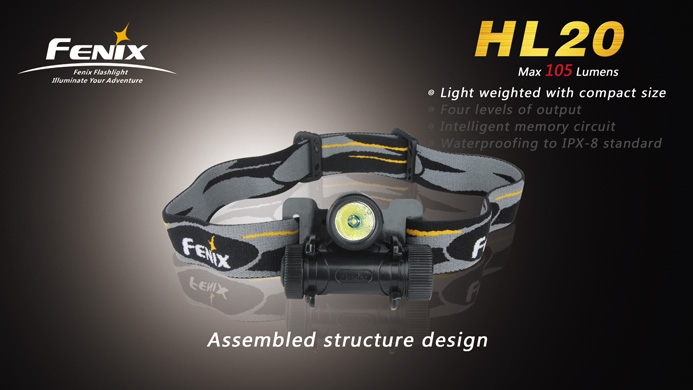 FENIX
Fenix Flashlight
Illuminate Your Adventure
HL20
Max 105 Lumens
Light weighted with compact size
Four levels of output
Intelligent memory circuit
Waterproofing to IPX-8 standard
FENIX
Assembled structure design